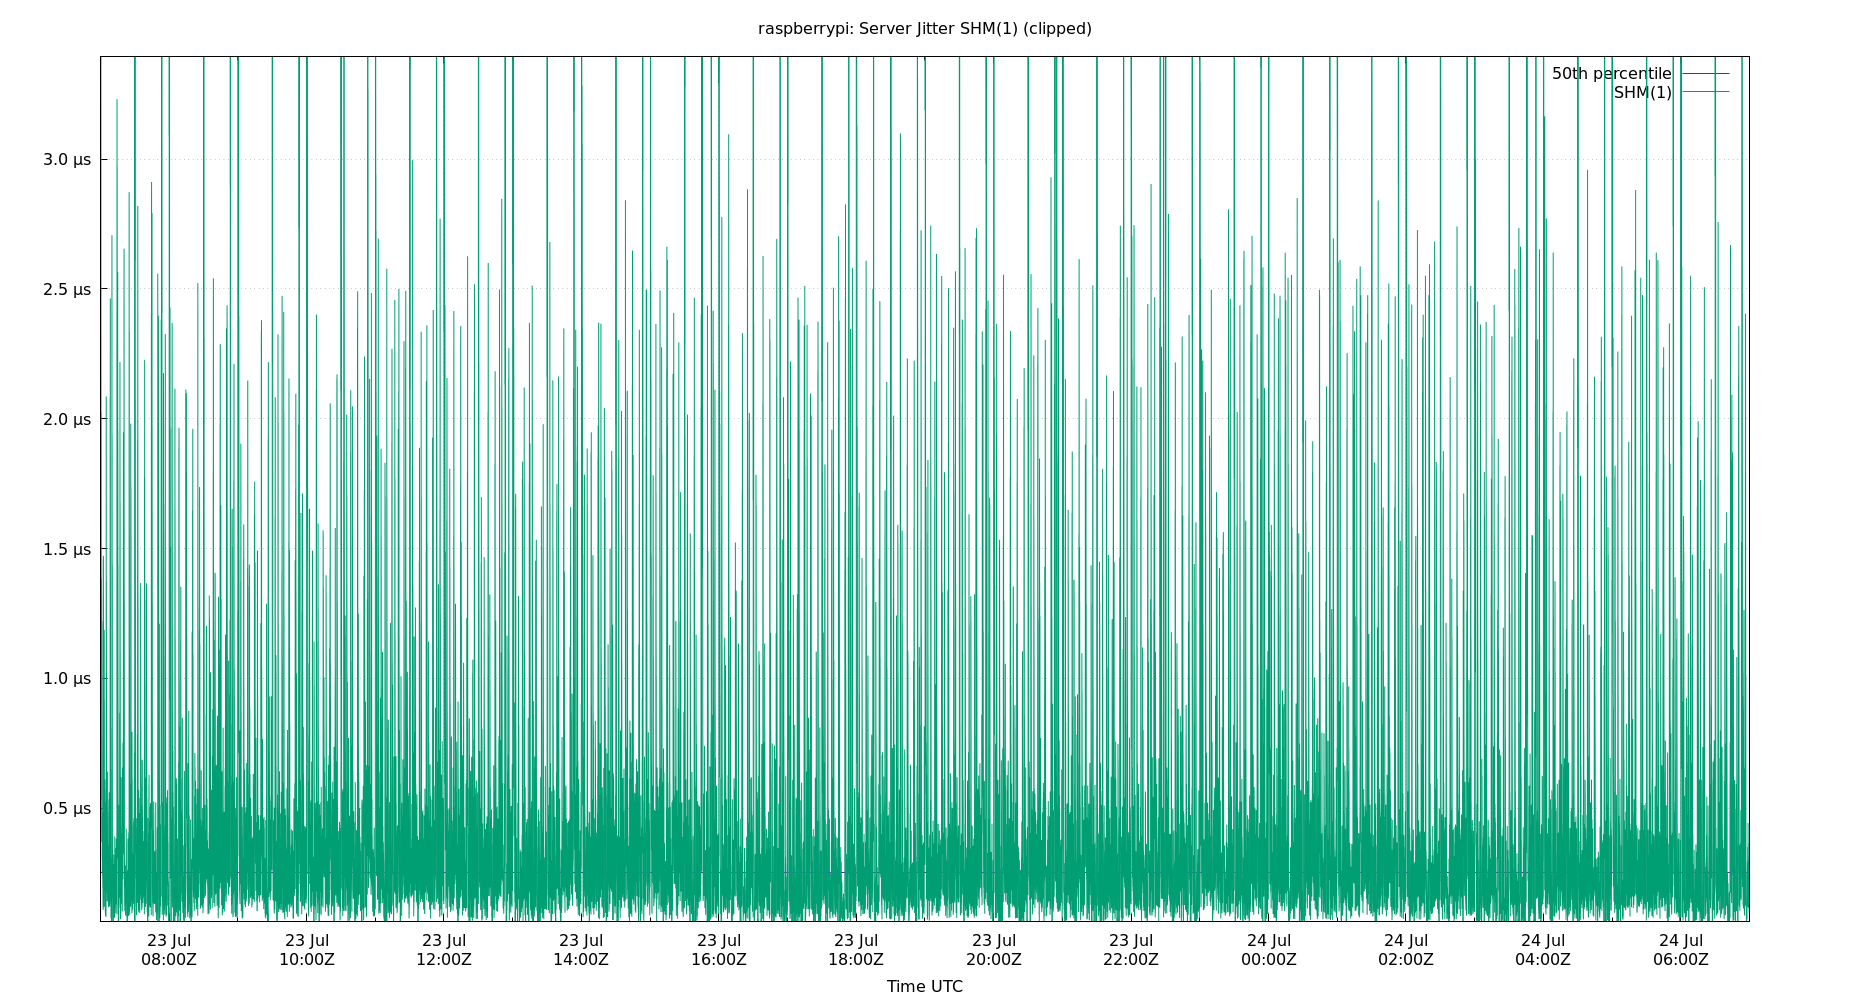 raspberrypi: Server Jitter SHM(1) (clipped)
50th percentile
SHM(1)
3.0 µs
2.5 µs
2.0 µs
1.5 µs
1.0 µs
0.5 µs
23 Jul 23 Jul 23 Jul 23 Jul 23 Jul 23 Jul 23 Jul 23 Jul 24 Jul 24 Jul 24 Jul 24 Jul
08:00Z 10:00Z 12:00Z 14:00Z 16:00Z 18:00Z 20:00Z 22:00Z 00:00Z 02:00Z 04:00Z 06:00Z
Time UTC